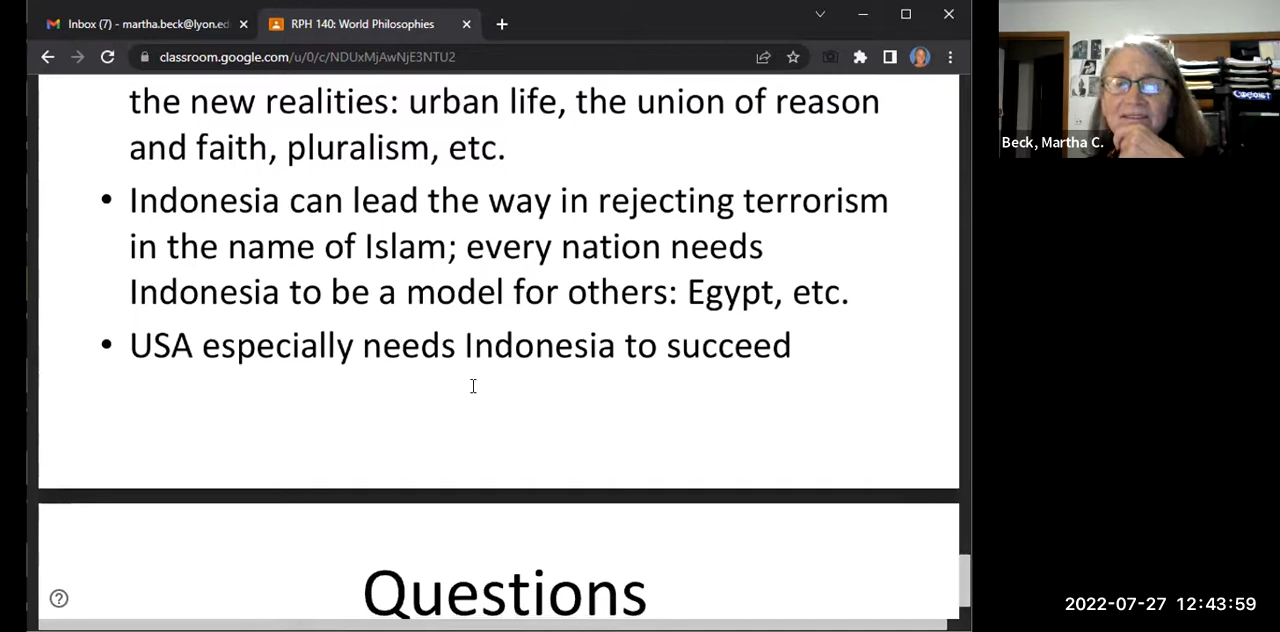 Inbox (7) - martha.beck@lyon.ed
RPH 140: World Philosophies
classroom.google.com/u/0/c/NDUxMjAwNjE3NTU2
the new realities: urban life, the union of reason
and faith, pluralism, etc.
• Indonesia can lead the way in rejecting terrorism
in the name of Islam; every nation needs
Indonesia to be a model for others: Egypt, etc.
• USA especially needs Indonesia to succeed
Questions
Beck, Martha C.
2022-07-27 12:43:59